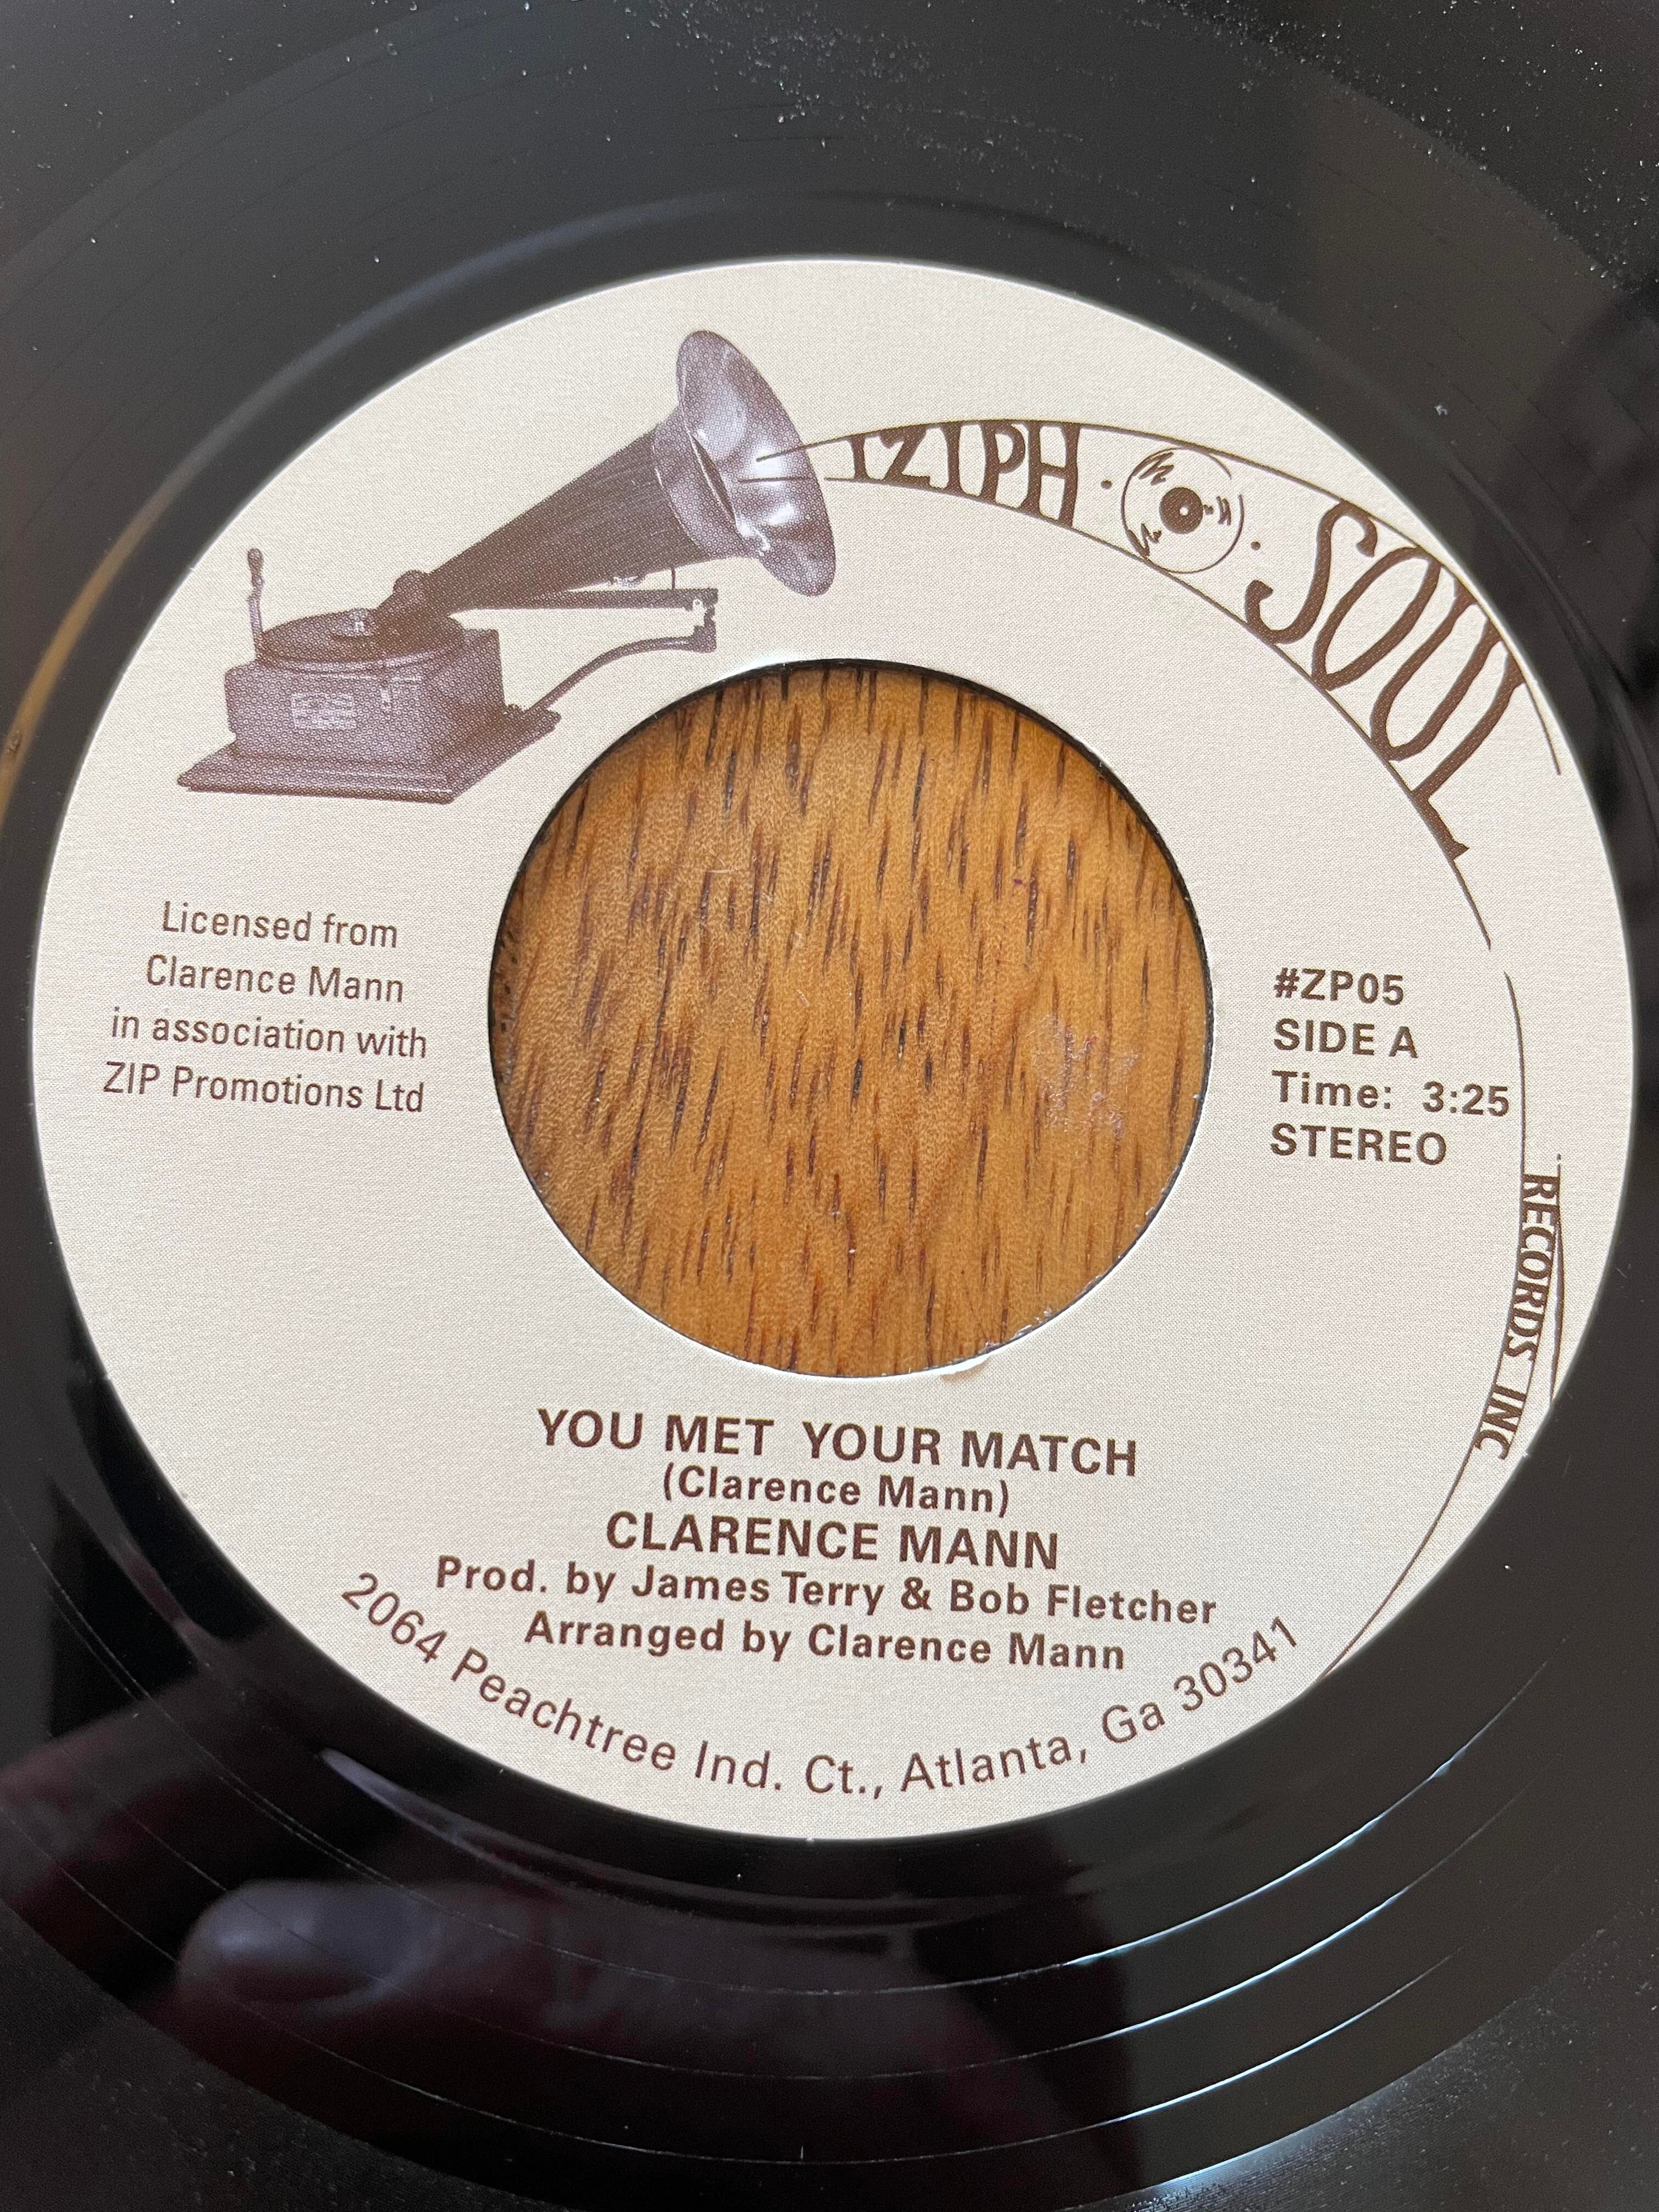 IZIPH · SOUL
RECORDS INC
Licensed from
Clarence Mann
in association with
ZIP Promotions Ltd
#ZP05
SIDE A
Time: 3:25
STEREO
YOU MET YOUR MATCH
(Clarence Mann)
CLARENCE MANN
Prod. by James Terry & Bob Fletcher
Arranged by Clarence Mann
2064 Peachtree Ind. Ct., Atlanta, Ga 30341